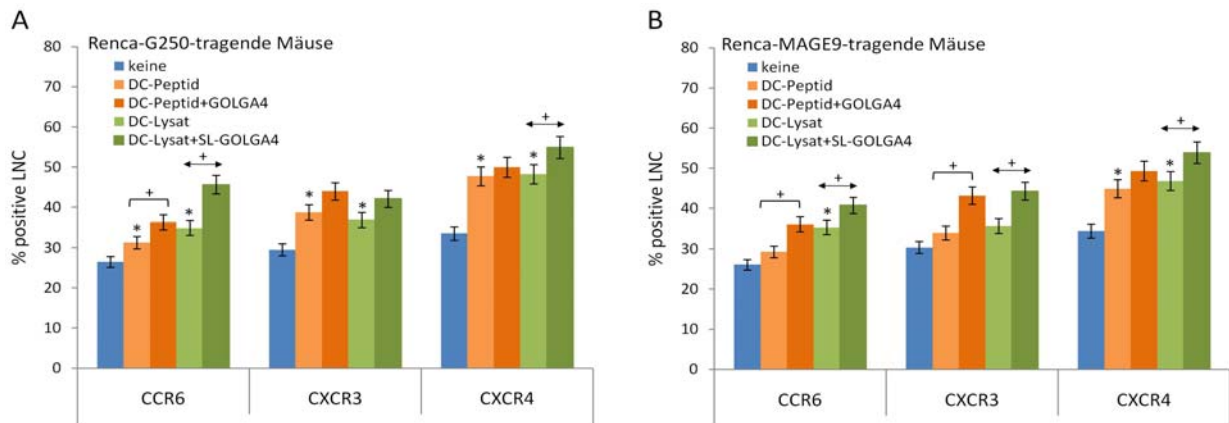 A
Renca-G250-tragende Mäuse
keine
DC-Peptid
DC-Peptid+GOLGA4
DC-Lysat
DC-Lysat+SL-GOLGA4
% positive LNC
80
70
60
50
40
30
20
10
0
+
+
+
*
*
*
*
*
*
CCR6
CXCR3
CXCR4
B
Renca-MAGE9-tragende Mäuse
keine
DC-Peptid
DC-Peptid+GOLGA4
DC-Lysat
DC-Lysat+SL-GOLGA4
% positive LNC
80
70
60
50
40
30
20
10
0
+
+
+
+
+
*
*
*
CCR6
CXCR3
CXCR4